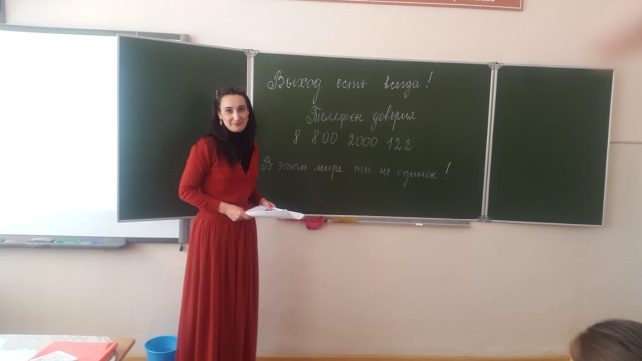 Выход есть всегда!
Телефон доверия
8 800 2000 122
В этом мире ты не одинок!